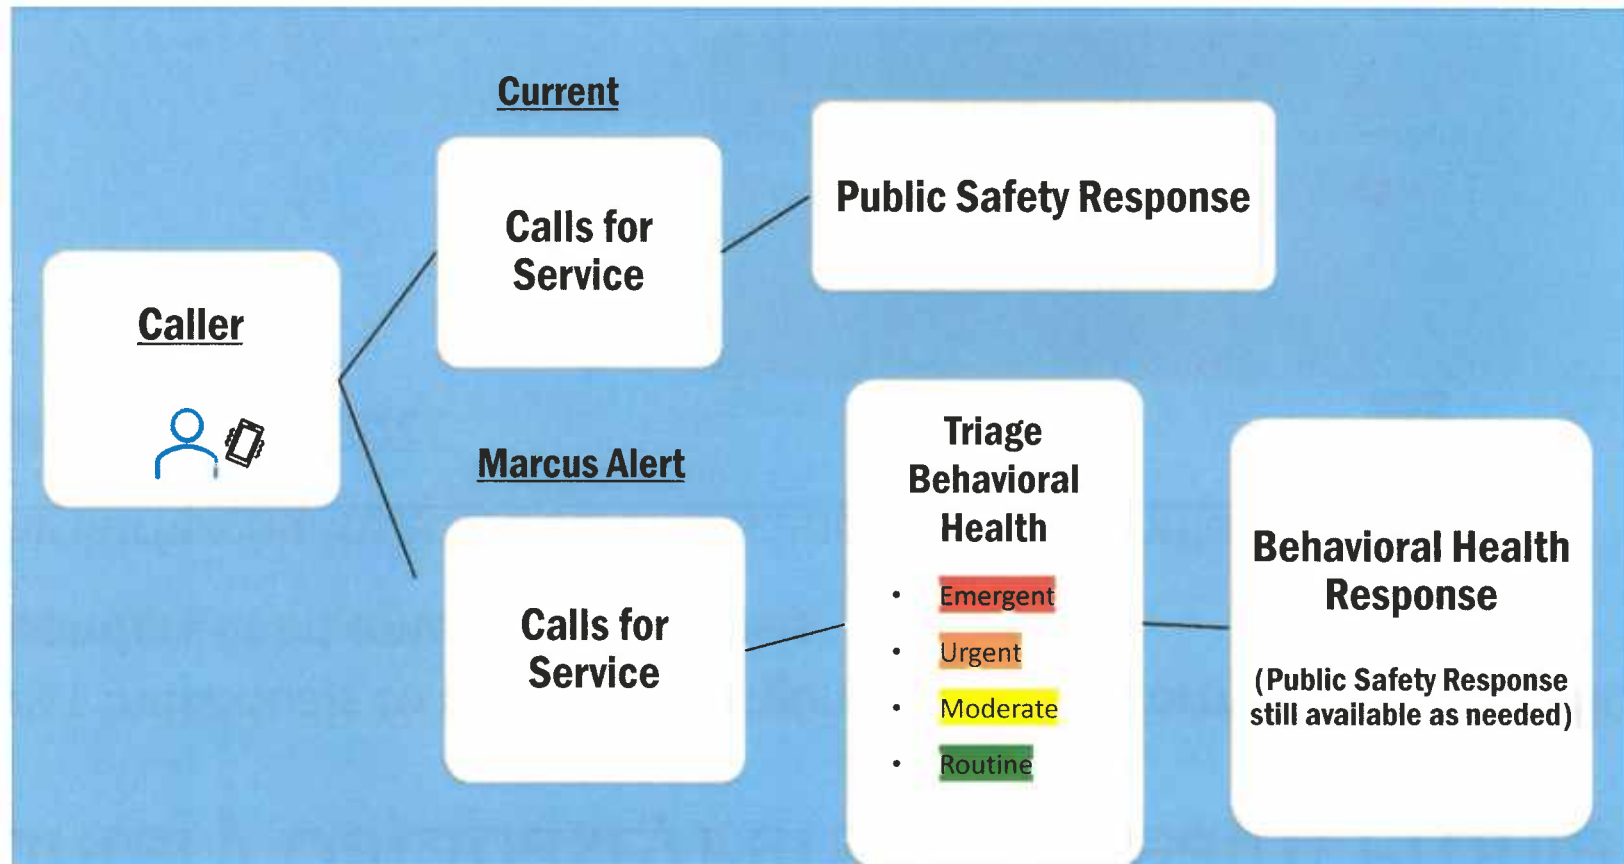 Current
Calls for
Service
Public Safety Response
Caller
Marcus Alert
Calls for
Service
Triage
Behavioral
Health
• Emergent
• Urgent
• Moderate
• Routine
Behavioral Health
Response
(Public Safety Response
still available as needed)